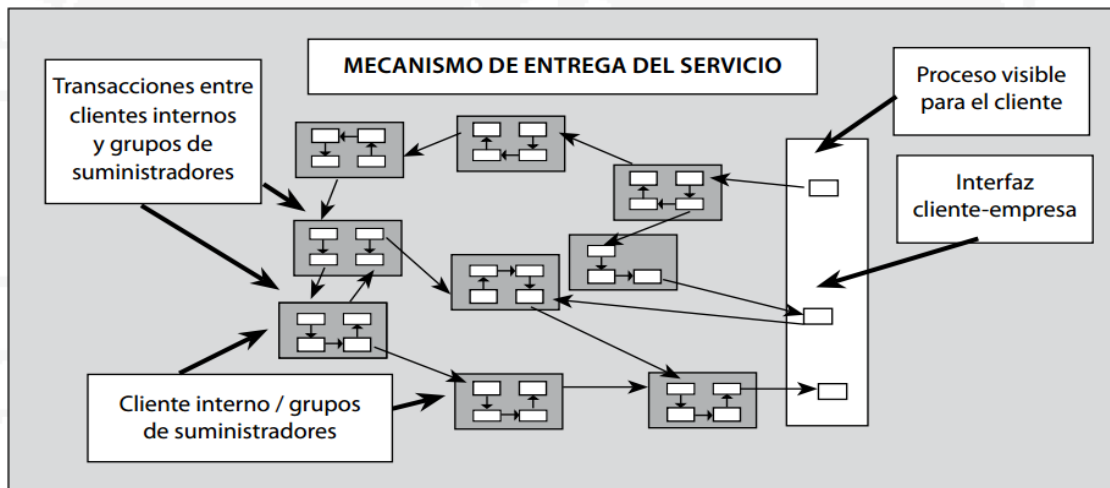 MECANISMO DE ENTREGA DEL SERVICIO
Transacciones entre
clientes internos
y grupos de
suministradores
Proceso visible
para el cliente
Interfaz
cliente-empresa
Cliente interno / grupos
de suministradores